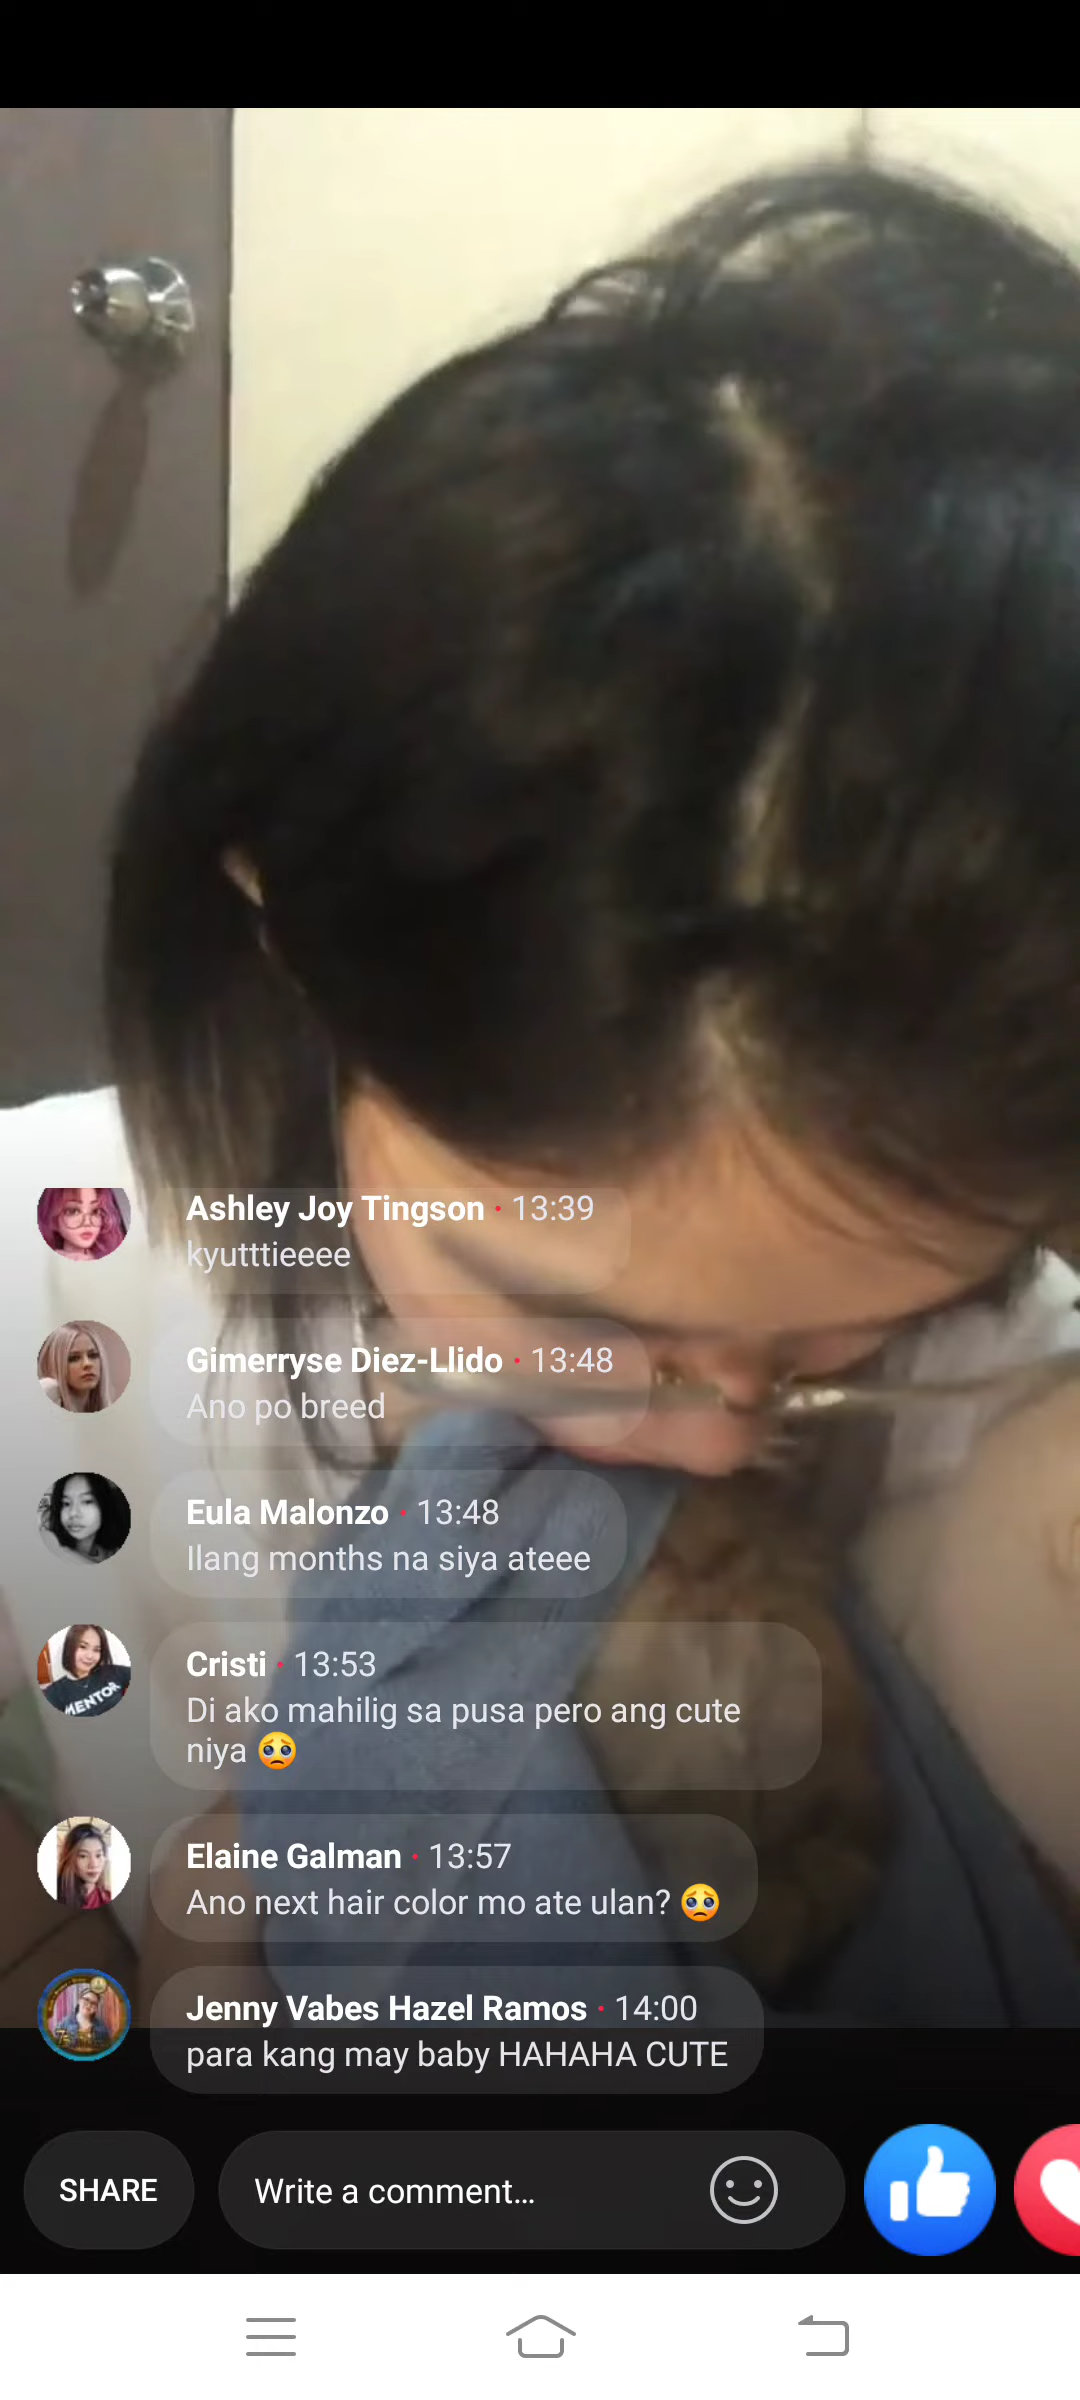 Ashley Joy Tingson · 13:39
kyutttieeee
Gimerryse Diez-Llido · 13:48
Ano po breed
Eula Malonzo · 13:48
Ilang months na siya ateee
Cristi · 13:53
MENTOR
Di ako mahilig sa pusa pero ang cute
niya 🥺
Elaine Galman · 13:57
Ano next hair color mo ate ulan? 🥺
Jenny Vabes Hazel Ramos · 14:00
para kang may baby HAHAHA CUTE
SHARE
Write a comment...